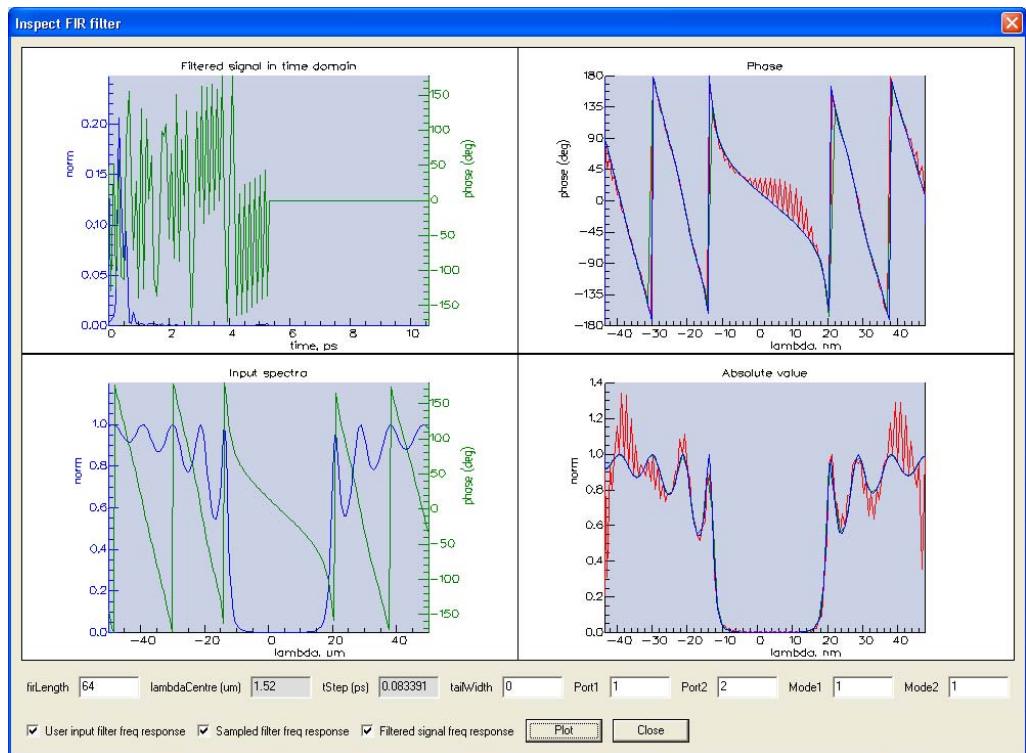 Inspect FIR filter
Filtered signal in time domain
0.20
0.15
0.10
0.05
0.00
norm
150
100
50
0
−50
−100
−150
phase (deg)
0 2 4 6 8 10
time, ps
Phase
180
135
90
45
0
−45
−90
−135
−180
phase (deg)
−40 −30 −20 −10 0 10 20 30 40
lambda, nm
Input spectra
1.0
0.8
0.6
0.4
0.2
0.0
norm
150
100
50
0
−50
−100
−150
phase (deg)
−40 −20 0 20 40
lambda, um
Absolute value
1.4
1.2
1.0
0.8
0.6
0.4
0.2
0.0
norm
−40 −30 −20 −10 0 10 20 30 40
lambda, nm
firLength 64 lambdaCentre (um) 1.52 tStep (ps) 0.083391 tailWidth 0 Port1 1 Port2 2 Mode1 1 Mode2 1
User input filter freq response Sampled filter freq response Filtered signal freq response Plot Close